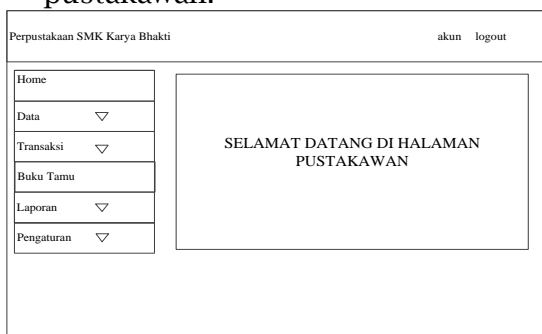 pustakawan.
Perpustakaan SMK Karya Bhakti
akun logout
Home
Data
Transaksi
Buku Tamu
Laporan
Pengaturan
SELAMAT DATANG DI HALAMAN
PUSTAKAWAN